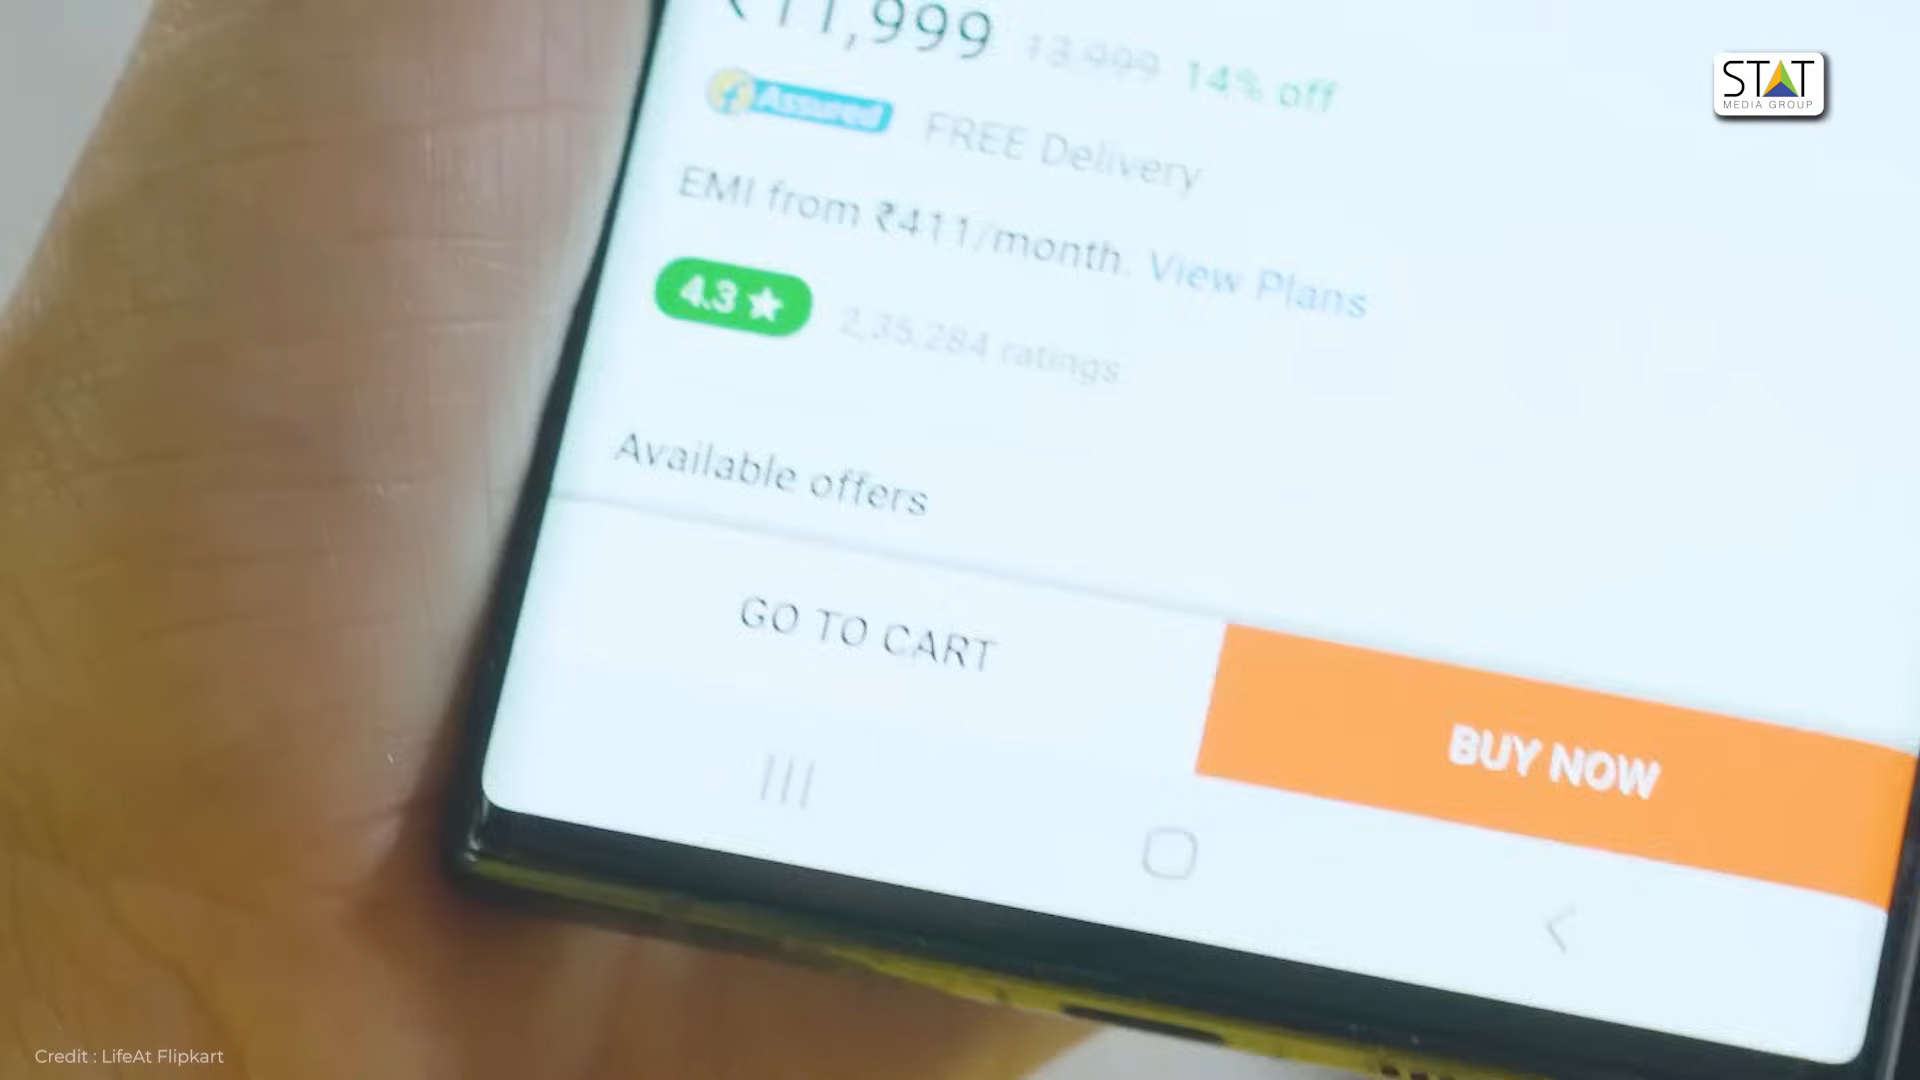 ₹11,999 13,999 14% off
Assured FREE Delivery
EMI from ₹411/month. View Plans
4.3★ 2,35,284 ratings
Available offers
GO TO CART
BUY NOW
STAT
MEDIA GROUP
Credit : LifeAt Flipkart